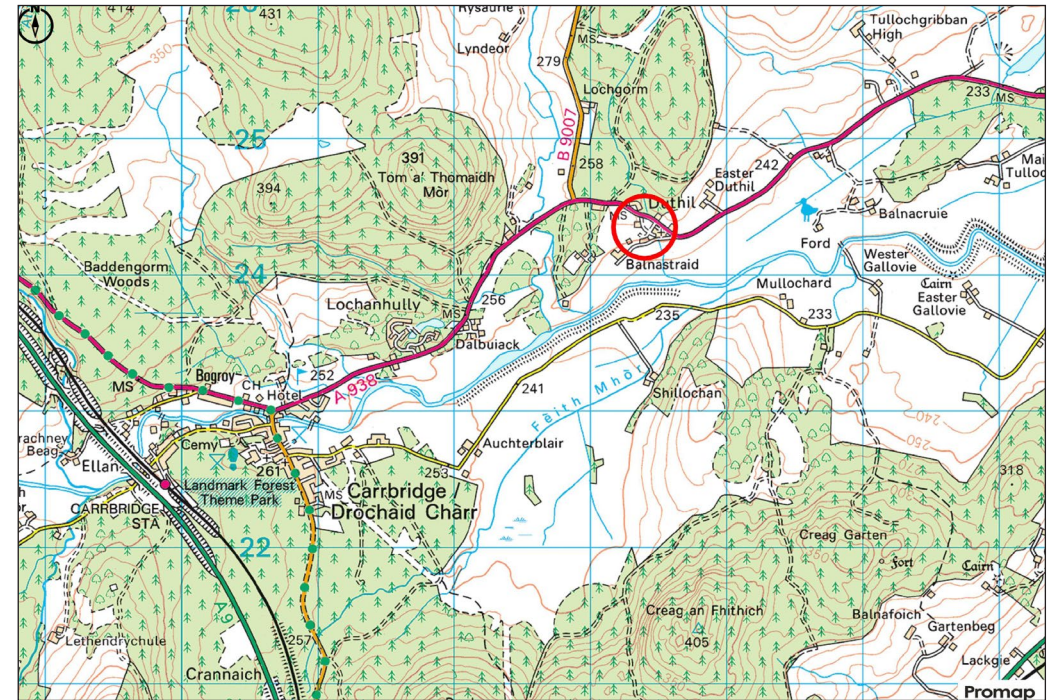 N
414
431
Rysaurie
Lyndeor
MS
279
Tullochgribban
High
350
Lochgorm
233
MS
25
B 9007
258
391
Tom a' Thomaidh
Mòr
394
242
Easter
Duthil
Duthil
MS
Balnacruie
Ford
Balnastraid
24
Baddengorm
Woods
Wester
Gallovie
Cairn
Easter
Gallovie
Mullochard
Lochanhully
256
MS
235
233
Dalbuiack
Bogroy
MS
CH
Hotel
252
A 938
241
Fèith Mhòr
Shillochan
240
250
Cemy
Auchterblair
Ellan
261
253
270
318
Landmark Forest
Theme Park
MS
Carrbridge /
Drochaid Chàrr
CARRBRIDGE
STA
22
Creag Garten
Fort
Cairn
A 9
Creag an Fhithich
405
Balnafoich
Gartenbeg
Lethendrychule
257
Crannaich
Lackgie
Promap